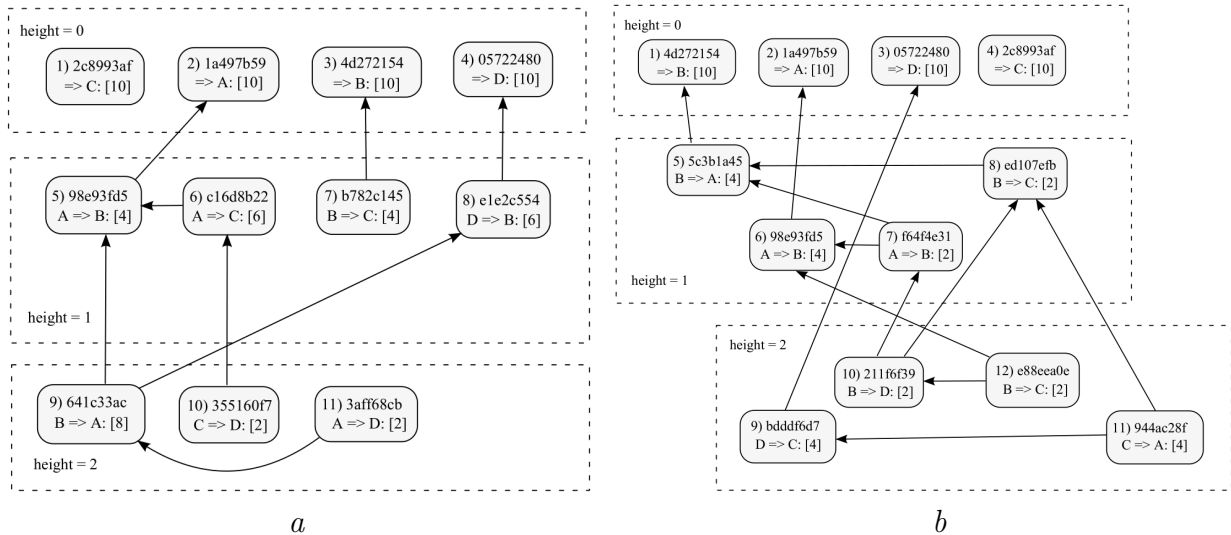 height = 0
1) 2c8993af
=> C: [10]
2) 1a497b59
=> A: [10]
3) 4d272154
=> B: [10]
4) 05722480
=> D: [10]
5) 98e93fd5
A => B: [4]
6) c16d8b22
A => C: [6]
7) b782c145
B => C: [4]
8) e1e2c554
D => B: [6]
height = 1
9) 641c33ac
B => A: [8]
10) 355160f7
C => D: [2]
11) 3aff68cb
A => D: [2]
height = 2
a
height = 0
1) 4d272154
=> B: [10]
2) 1a497b59
=> A: [10]
3) 05722480
=> D: [10]
4) 2c8993af
=> C: [10]
5) 5c3b1a45
B => A: [4]
8) ed107efb
B => C: [2]
6) 98e93fd5
A => B: [4]
7) f64f4e31
A => B: [2]
height = 1
height = 2
10) 211f6f39
B => D: [2]
12) e88eea0e
B => C: [2]
9) bdddf6d7
D => C: [4]
11) 944ac28f
C => A: [4]
b